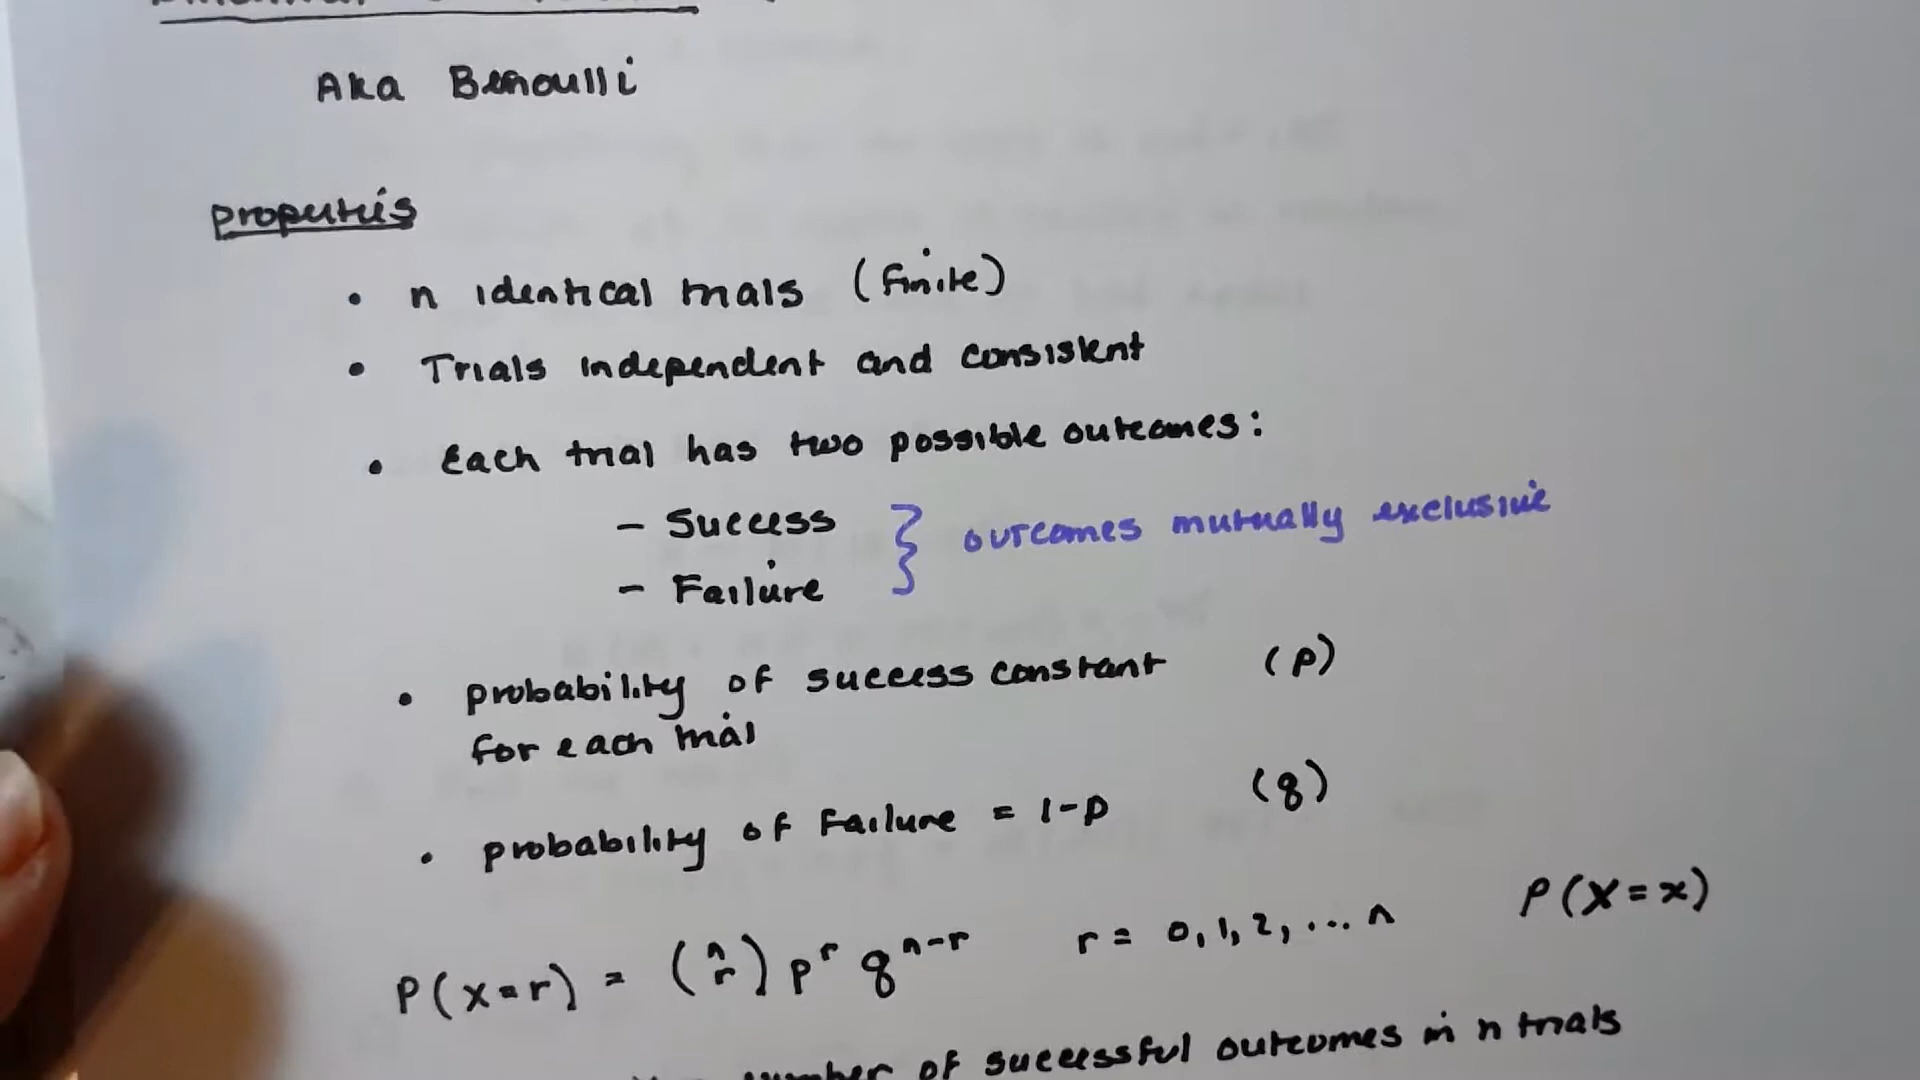 Aka Bernoulli
properties
• n identical trials (finite)
• Trials independent and consistent
• Each trial has two possible outcomes:
- Success
- Failure } outcomes mutually exclusive
• probability of success constant (p)
for each trial
• probability of failure = 1-p (q)
P(x=r) = (n r) p^r q^n-r r = 0,1,2,...n P(X=x)
number of successful outcomes in n trials